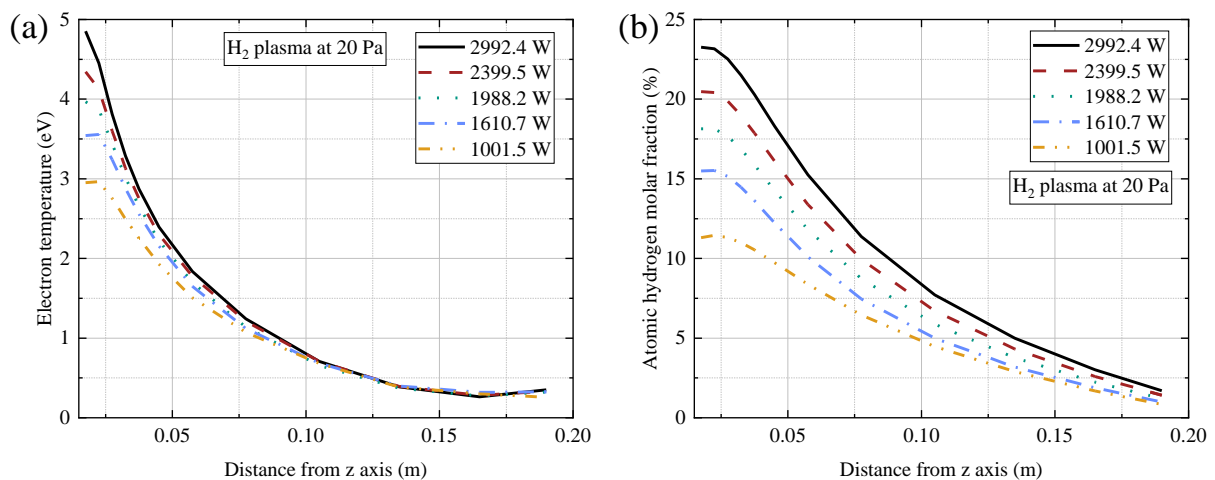 (a)
H₂ plasma at 20 Pa
2992.4 W
2399.5 W
1988.2 W
1610.7 W
1001.5 W
5
4
3
2
1
0
Electron temperature (eV)
0.05
0.10
0.15
0.20
Distance from z axis (m)
(b)
2992.4 W
2399.5 W
1988.2 W
1610.7 W
1001.5 W
H₂ plasma at 20 Pa
25
20
15
10
5
0
Atomic hydrogen molar fraction (%)
0.05
0.10
0.15
0.20
Distance from z axis (m)